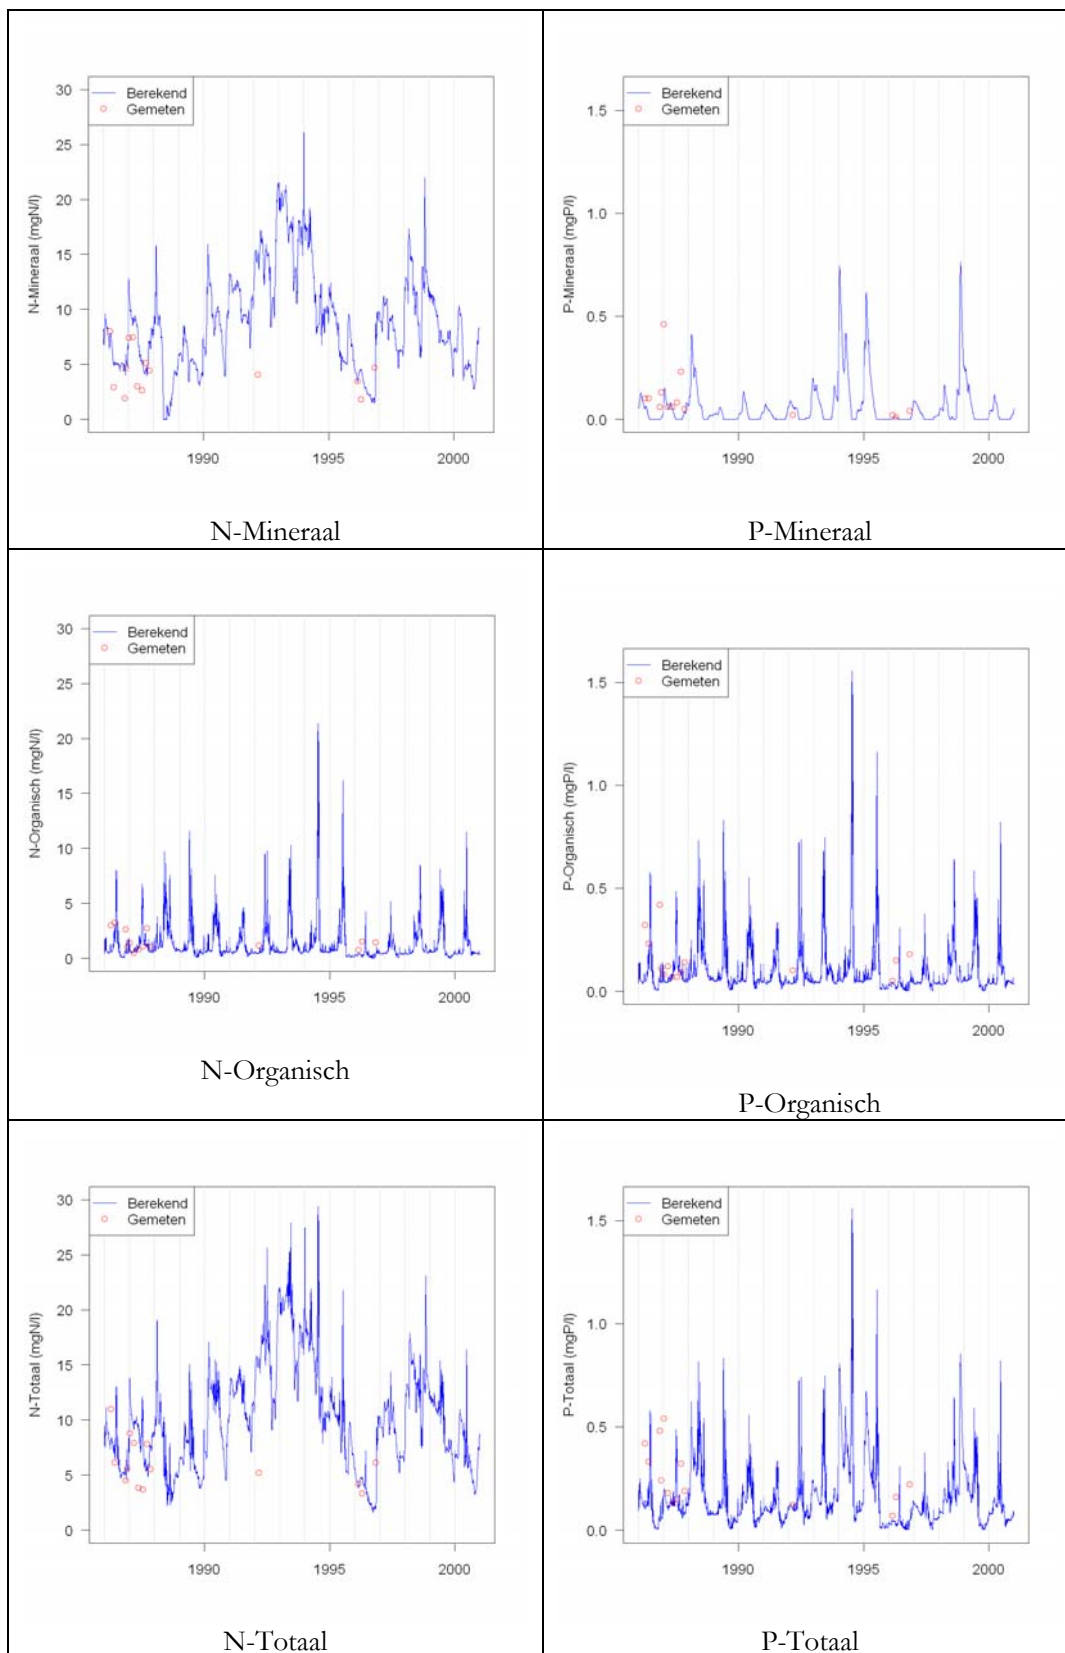 Berekend
Gemeten
N-Mineraal (mgN/l)
30
25
20
15
10
5
0
1990
1995
2000
N-Mineraal
Berekend
Gemeten
P-Mineraal (mgP/l)
1.5
1.0
0.5
0.0
1990
1995
2000
P-Mineraal
Berekend
Gemeten
N-Organisch (mgN/l)
30
25
20
15
10
5
0
1990
1995
2000
N-Organisch
Berekend
Gemeten
P-Organisch (mgP/l)
1.5
1.0
0.5
0.0
1990
1995
2000
P-Organisch
Berekend
Gemeten
N-Totaal (mgN/l)
30
25
20
15
10
5
0
1990
1995
2000
N-Totaal
Berekend
Gemeten
P-Totaal (mgP/l)
1.5
1.0
0.5
0.0
1990
1995
2000
P-Totaal